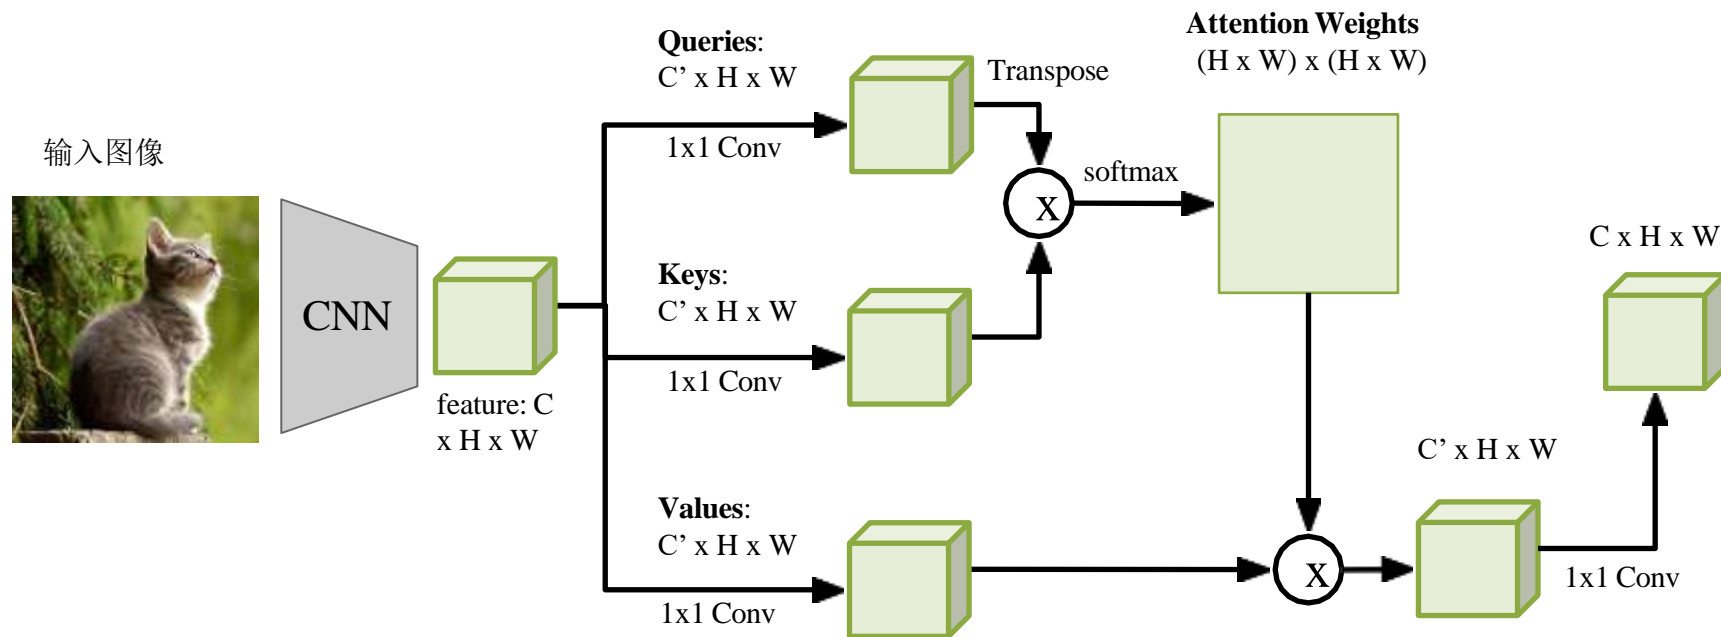 输入图像
CNN
feature: C
x H x W
Queries:
C’ x H x W
1x1 Conv
Keys:
C’ x H x W
1x1 Conv
Values:
C’ x H x W
1x1 Conv
Transpose
X
softmax
Attention Weights
(H x W) x (H x W)
X
C’ x H x W
1x1 Conv
C x H x W